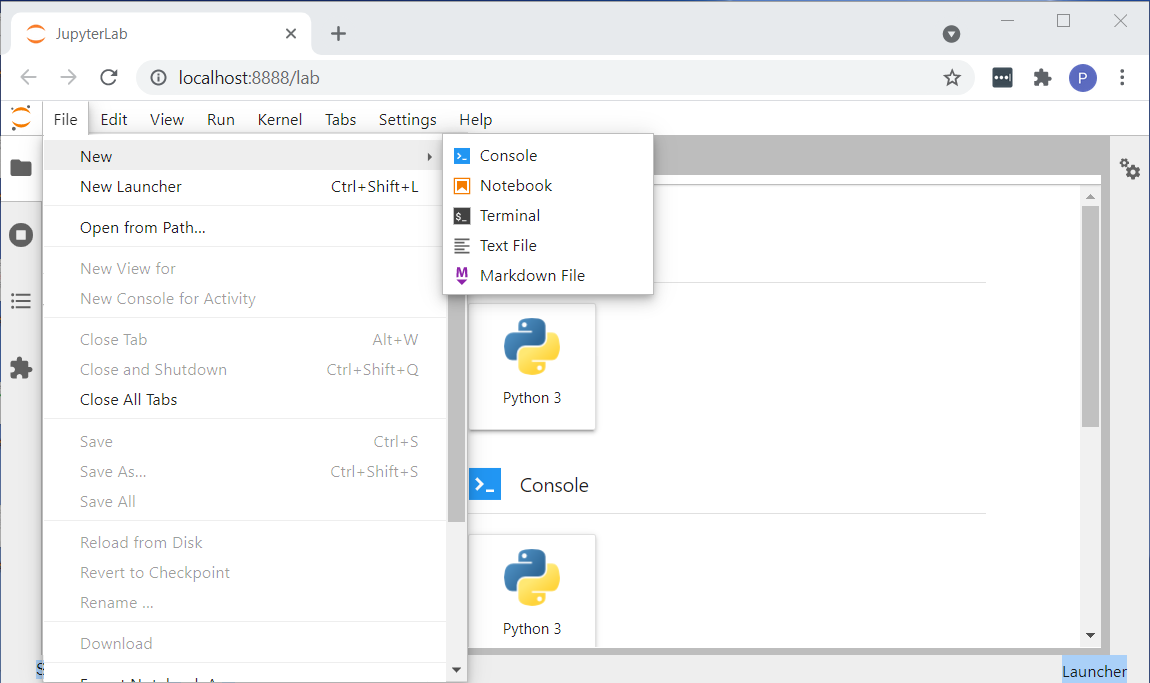 JupyterLab
localhost:8888/lab
P
File Edit View Run Kernel Tabs Settings Help
New
New Launcher Ctrl+Shift+L
Open from Path...
New View for
New Console for Activity
Close Tab Alt+W
Close and Shutdown Ctrl+Shift+Q
Close All Tabs
Save Ctrl+S
Save As... Ctrl+Shift+S
Save All
Reload from Disk
Revert to Checkpoint
Rename ...
Download
Console
Notebook
$_ Terminal
Text File
M Markdown File
Python 3
Console
Python 3
Launcher